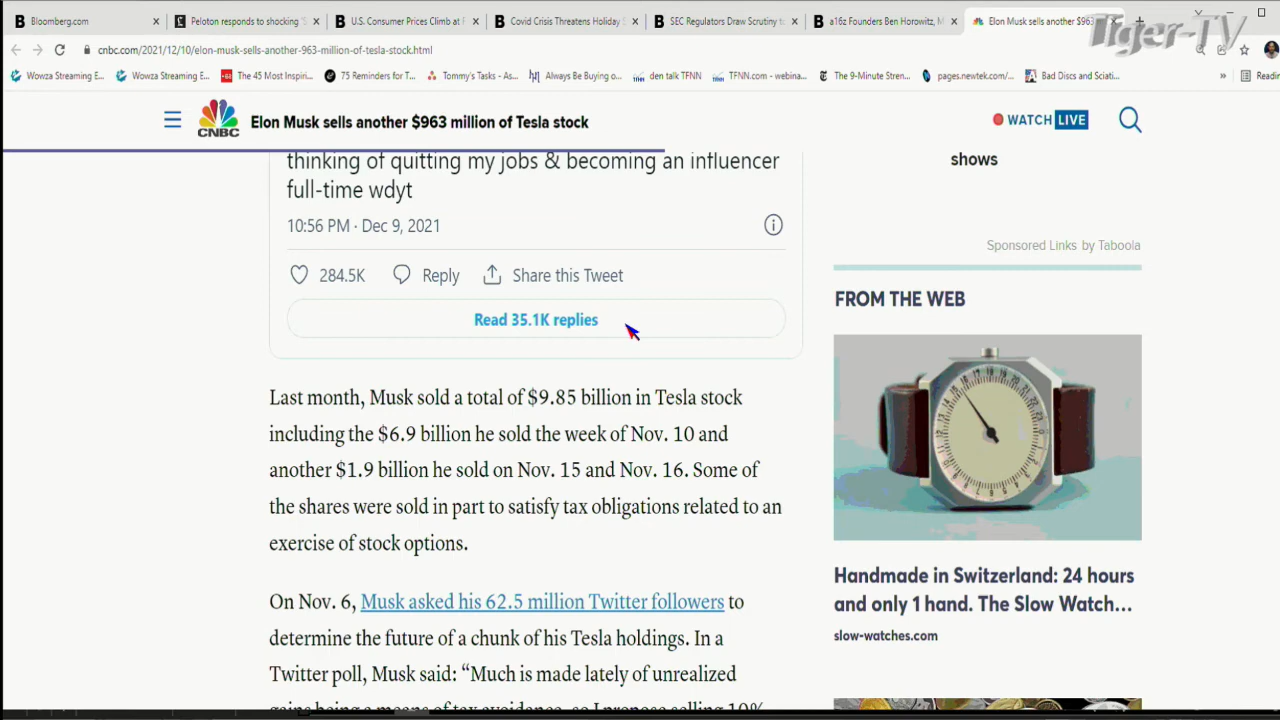 Bloomberg.com
Peloton responds to shocking
U.S. Consumer Prices Climb at
Covid Crisis Threatens Holiday S
SEC Regulators Draw Scrutiny to
a16z Founders Ben Horowitz, M
Elon Musk sells another $963
Tiger-TV
cnbc.com/2021/12/10/elon-musk-sells-another-963-million-of-tesla-stock.html
Wowza Streaming E...
Wowza Streaming E...
The 45 Most Inspiri...
75 Reminders for T...
Tommy's Tasks - As...
Always Be Buying o...
den talk TFNN
TFNN.com - webina...
The 9-Minute Stren...
pages.newtek.com/...
Bad Discs and Sciati...
»
Readin
CNBC
Elon Musk sells another $963 million of Tesla stock
WATCH LIVE
thinking of quitting my jobs & becoming an influencer
full-time wdyt
10:56 PM · Dec 9, 2021
284.5K Reply Share this Tweet
Read 35.1K replies
Last month, Musk sold a total of $9.85 billion in Tesla stock
including the $6.9 billion he sold the week of Nov. 10 and
another $1.9 billion he sold on Nov. 15 and Nov. 16. Some of
the shares were sold in part to satisfy tax obligations related to an
exercise of stock options.
On Nov. 6, Musk asked his 62.5 million Twitter followers to
determine the future of a chunk of his Tesla holdings. In a
Twitter poll, Musk said: “Much is made lately of unrealized
gains being a means of tax avoidance, so I propose selling 10%
shows
Sponsored Links by Taboola
FROM THE WEB
Handmade in Switzerland: 24 hours
and only 1 hand. The Slow Watch...
slow-watches.com